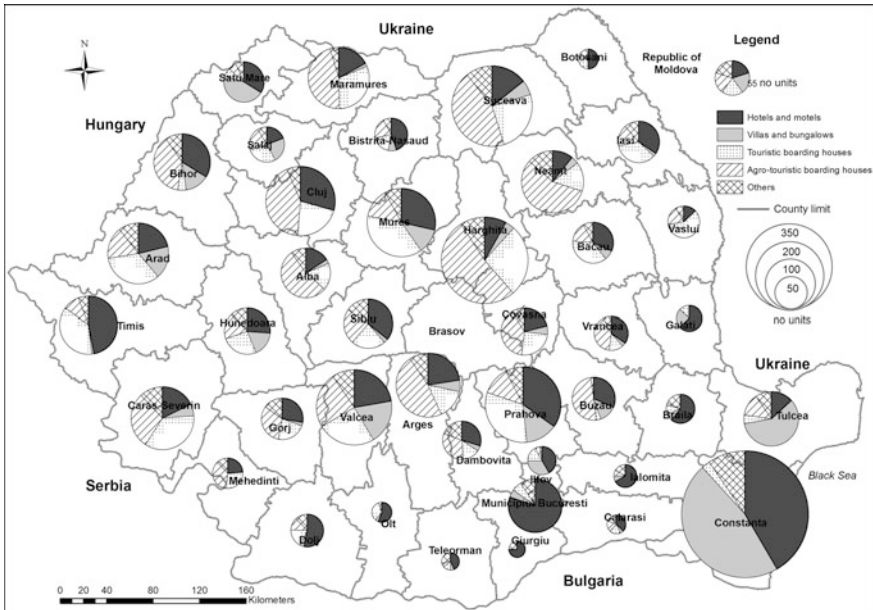 Ukraine
N
Botosani
Republic of
Moldova
Legend
55 no units
Satu Mare
Maramures
Suceava
Hotels and motels
Villas and bungalows
Touristic boarding houses
Agro-touristic boarding houses
Others
County limit
350
200
100
50
no units
Hungary
Salaj
Bistrita-Nasaud
Iasi
Bihor
Neamt
Cluj
Mures
Harghita
Bacau
Vaslui
Arad
Alba
Timis
Hunedoara
Sibiu
Brasov
Covasna
Vrancea
Galati
Ukraine
Caras-Severin
Gorj
Valcea
Arges
Prahova
Buzau
Braila
Tulcea
Dambovita
Serbia
Mehedinti
Ilfov
Ialomita
Black Sea
Municipiul Bucuresti
Calarasi
Constanta
Dolj
Olt
Teleorman
Giurgiu
Bulgaria
0 20 40 80 120 160
Kilometers